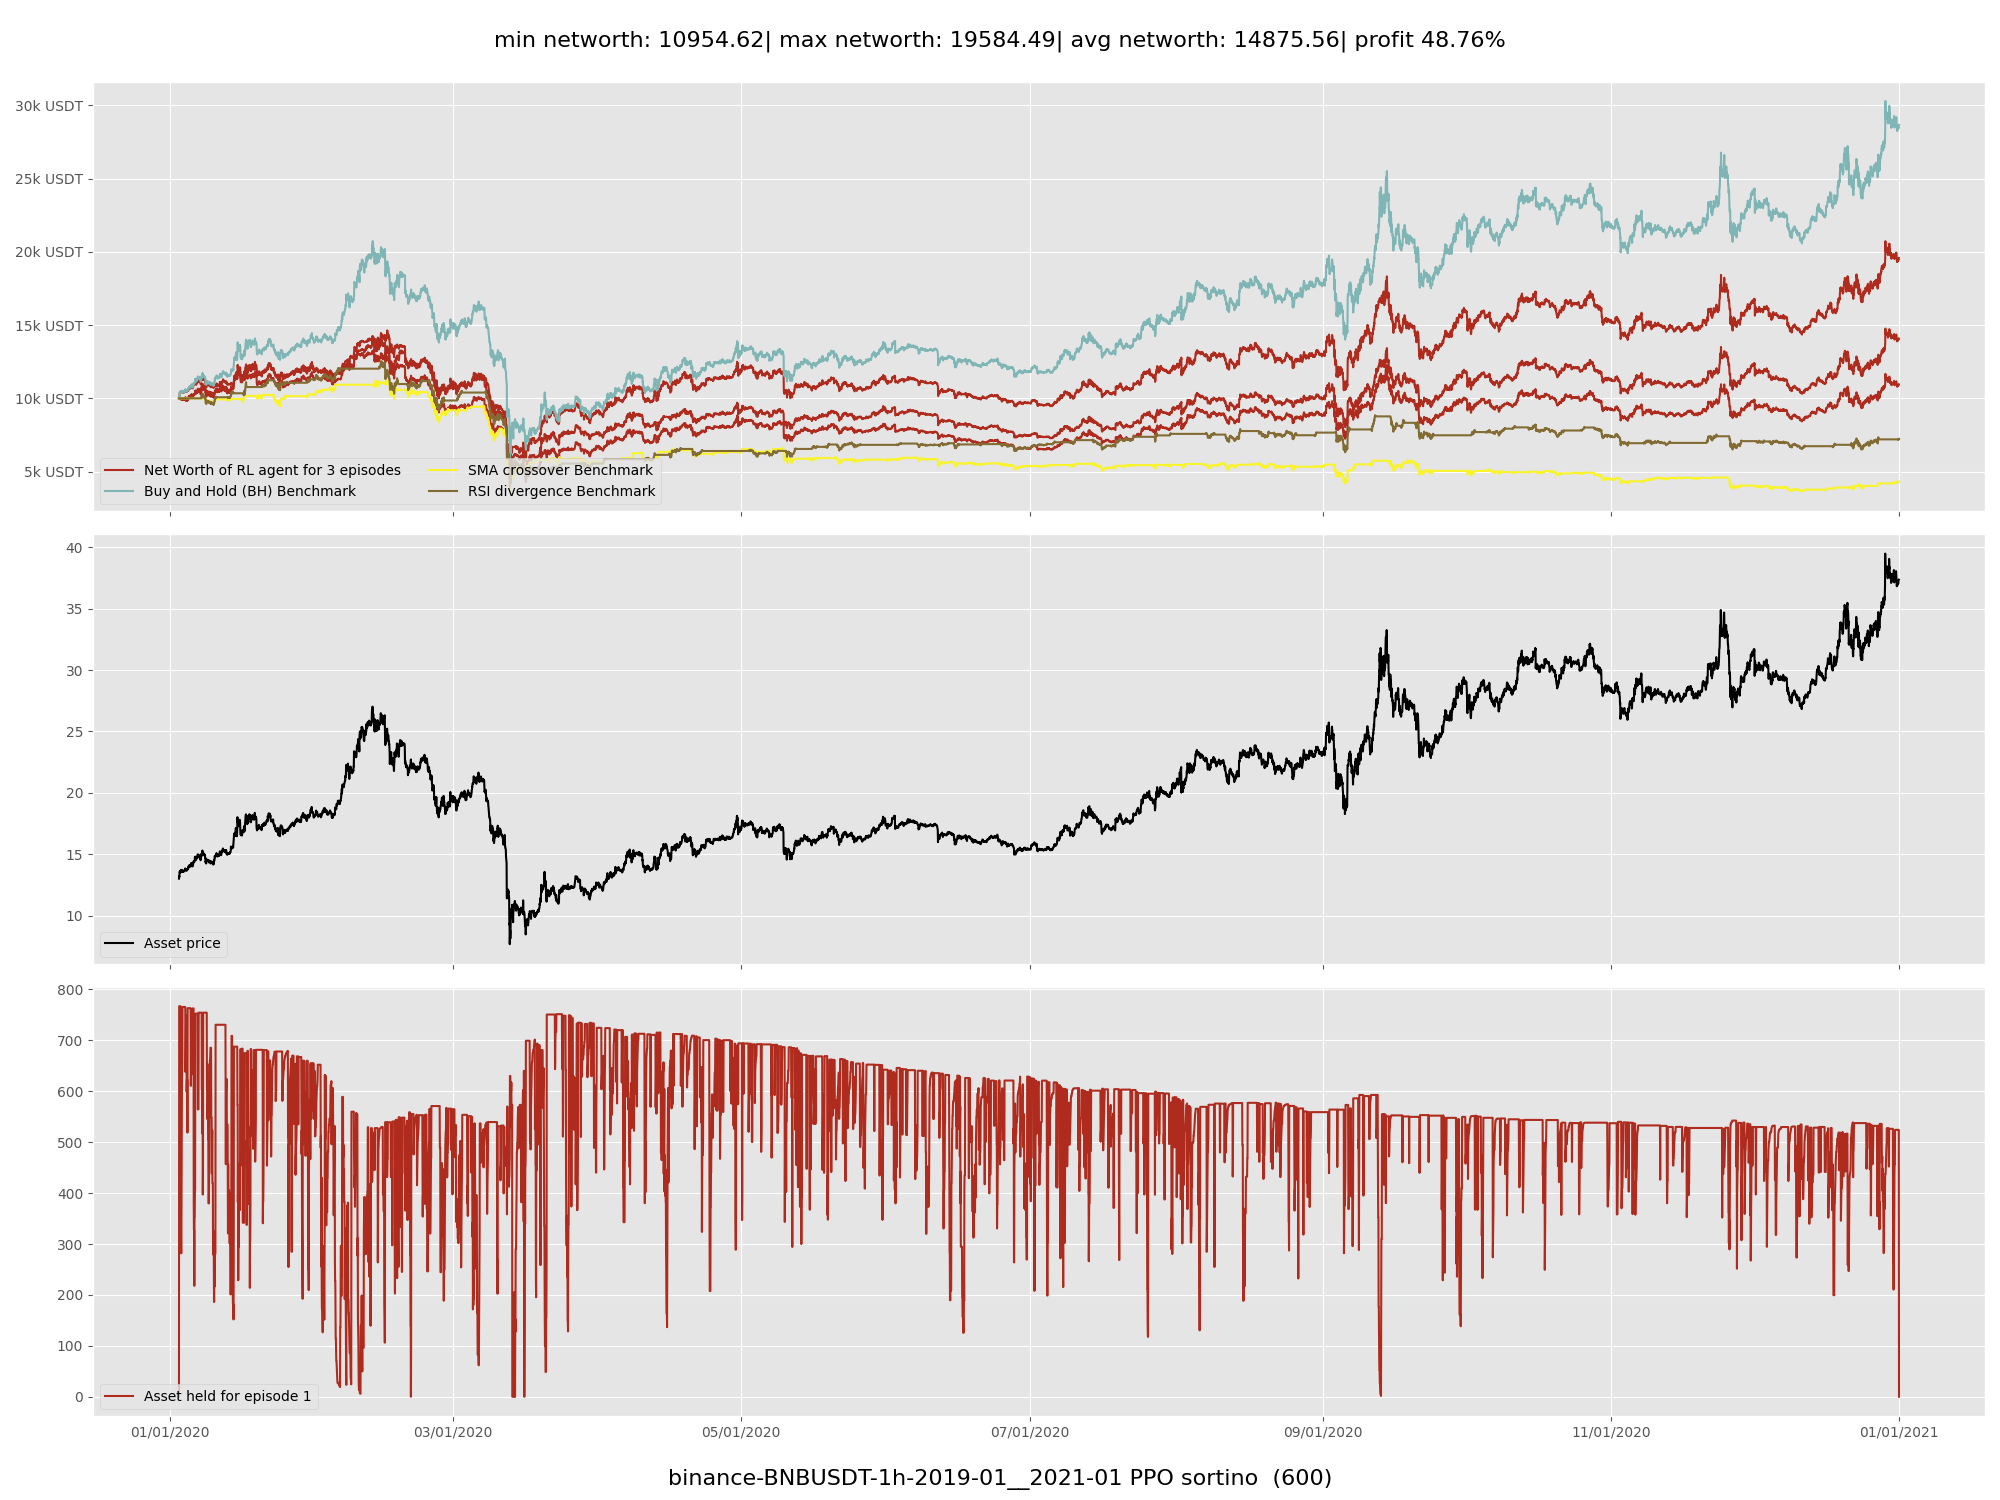 min networth: 10954.62| max networth: 19584.49| avg networth: 14875.56| profit 48.76%
30k USDT
25k USDT
20k USDT
15k USDT
10k USDT
5k USDT
Net Worth of RL agent for 3 episodes
Buy and Hold (BH) Benchmark
SMA crossover Benchmark
RSI divergence Benchmark
40
35
30
25
20
15
10
Asset price
800
700
600
500
400
300
200
100
0
Asset held for episode 1
01/01/2020 03/01/2020 05/01/2020 07/01/2020 09/01/2020 11/01/2020 01/01/2021
binance-BNBUSDT-1h-2019-01__2021-01 PPO sortino  (600)